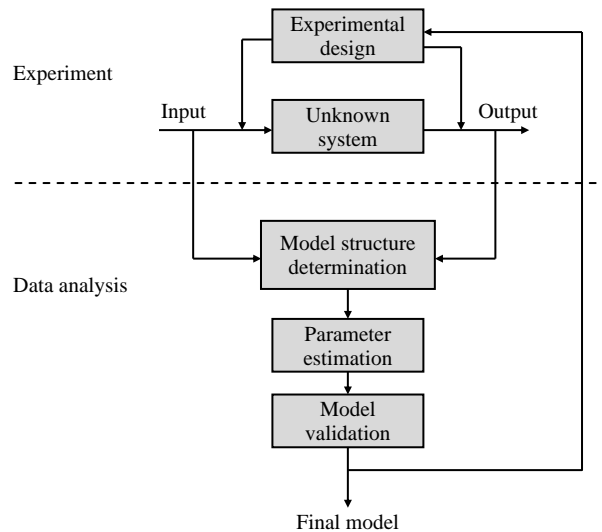 Experimental
design
Experiment
Input
Output
Unknown
system
Model structure
determination
Data analysis
Parameter
estimation
Model
validation
Final model